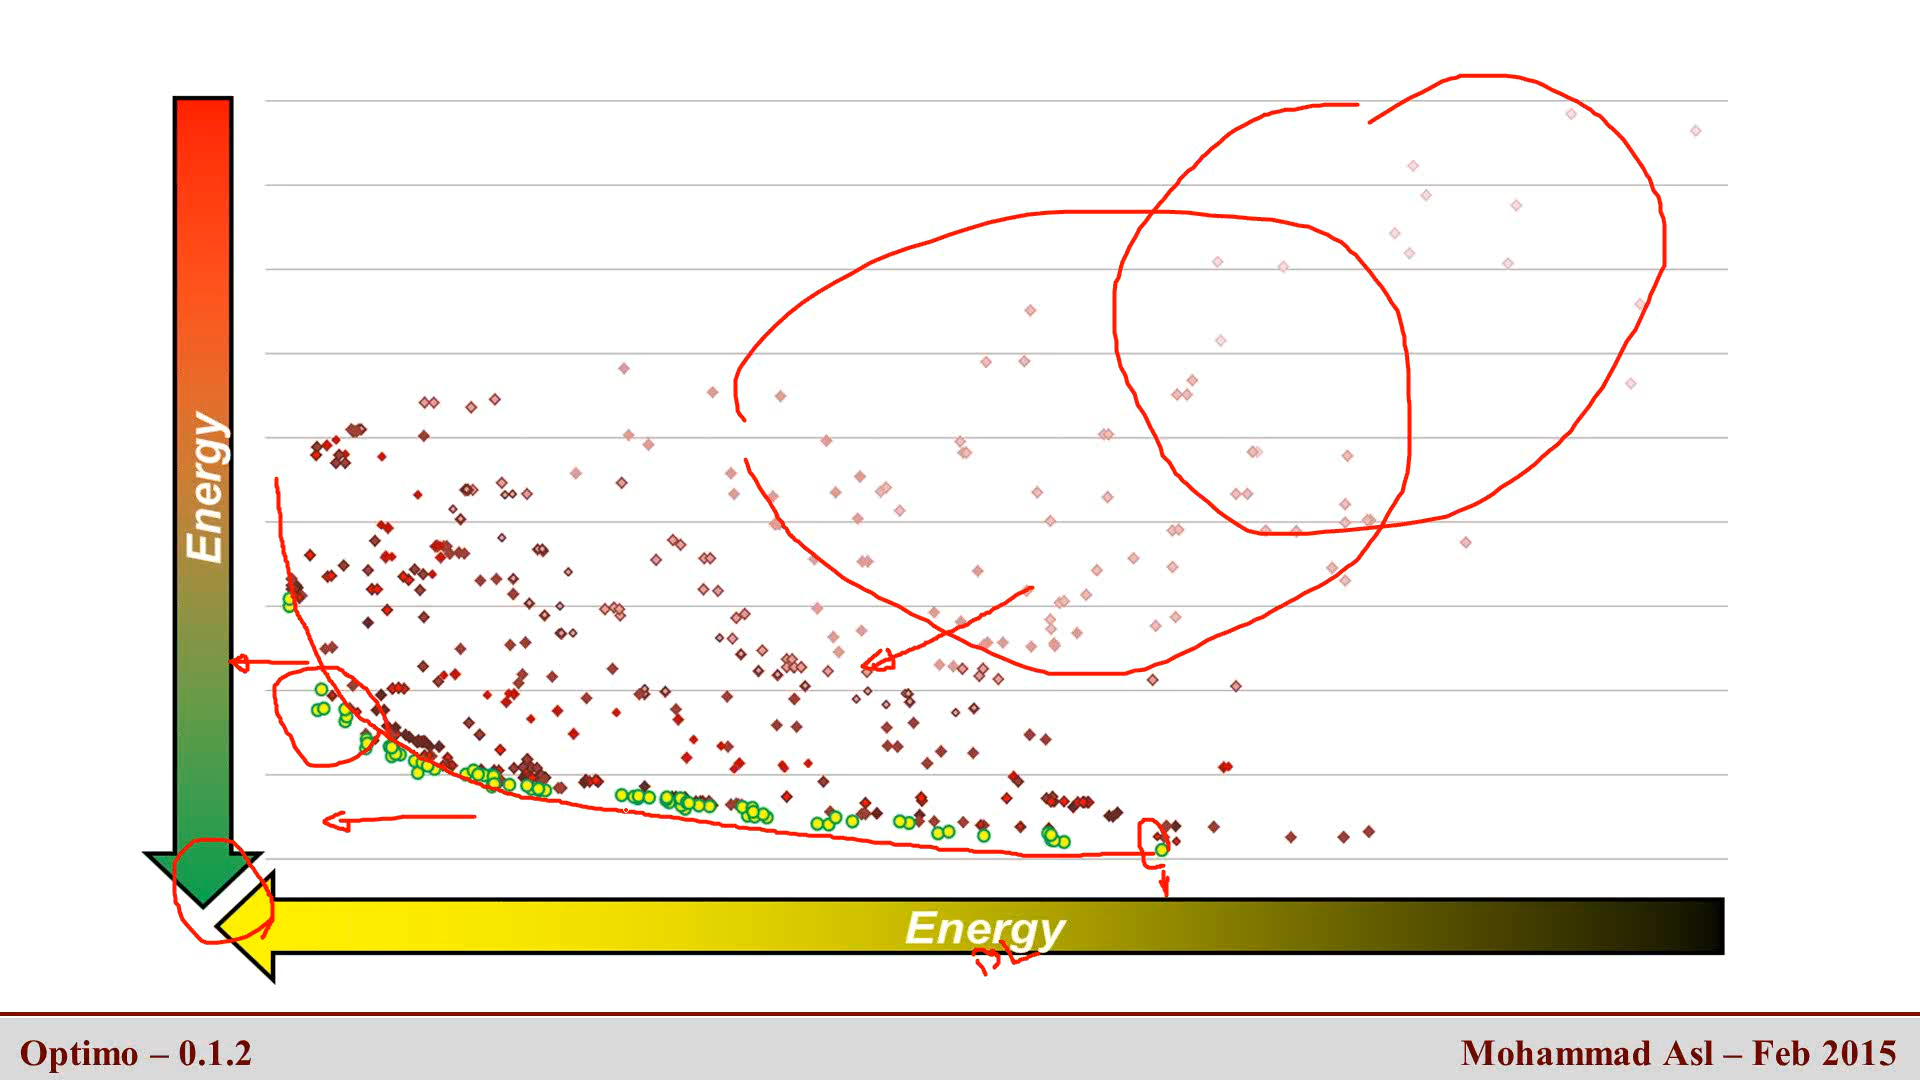 Energy
Energy
Optimo – 0.1.2
Mohammad Asl – Feb 2015